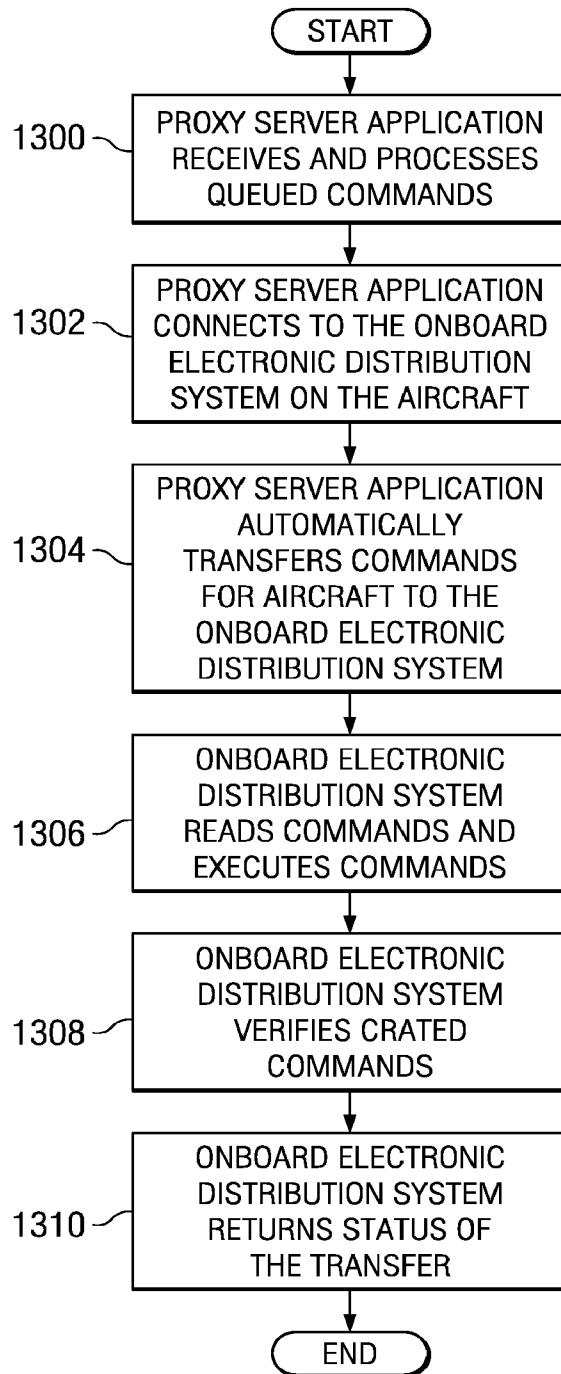 START
1300
PROXY SERVER APPLICATION
RECEIVES AND PROCESSES
QUEUED COMMANDS
1302
PROXY SERVER APPLICATION
CONNECTS TO THE ONBOARD
ELECTRONIC DISTRIBUTION
SYSTEM ON THE AIRCRAFT
1304
PROXY SERVER APPLICATION
AUTOMATICALLY
TRANSFERS COMMANDS
FOR AIRCRAFT TO THE
ONBOARD ELECTRONIC
DISTRIBUTION SYSTEM
1306
ONBOARD ELECTRONIC
DISTRIBUTION SYSTEM
READS COMMANDS AND
EXECUTES COMMANDS
1308
ONBOARD ELECTRONIC
DISTRIBUTION SYSTEM
VERIFIES CRATED
COMMANDS
1310
ONBOARD ELECTRONIC
DISTRIBUTION SYSTEM
RETURNS STATUS OF
THE TRANSFER
END